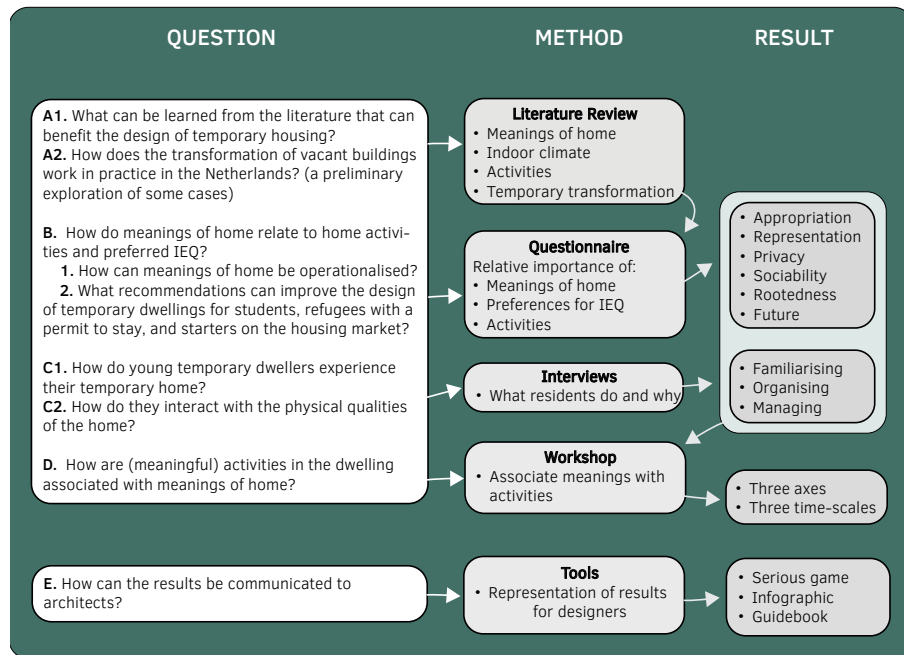 QUESTION
METHOD
RESULT
A1. What can be learned from the literature that can
benefit the design of temporary housing?
A2. How does the transformation of vacant buildings
work in practice in the Netherlands? (a preliminary
exploration of some cases)
B. How do meanings of home relate to home activi-
ties and preferred IEQ?
1. How can meanings of home be operationalised?
2. What recommendations can improve the design
of temporary dwellings for students, refugees with a
permit to stay, and starters on the housing market?
C1. How do young temporary dwellers experience
their temporary home?
C2. How do they interact with the physical qualities
of the home?
D. How are (meaningful) activities in the dwelling
associated with meanings of home?
E. How can the results be communicated to
architects?
Literature Review
• Meanings of home
• Indoor climate
• Activities
• Temporary transformation
Questionnaire
Relative importance of:
• Meanings of home
• Preferences for IEQ
• Activities
Interviews
• What residents do and why
Workshop
• Associate meanings with
activities
Tools
• Representation of results
for designers
• Appropriation
• Representation
• Privacy
• Sociability
• Rootedness
• Future
• Familiarising
• Organising
• Managing
• Three axes
• Three time-scales
• Serious game
• Infographic
• Guidebook